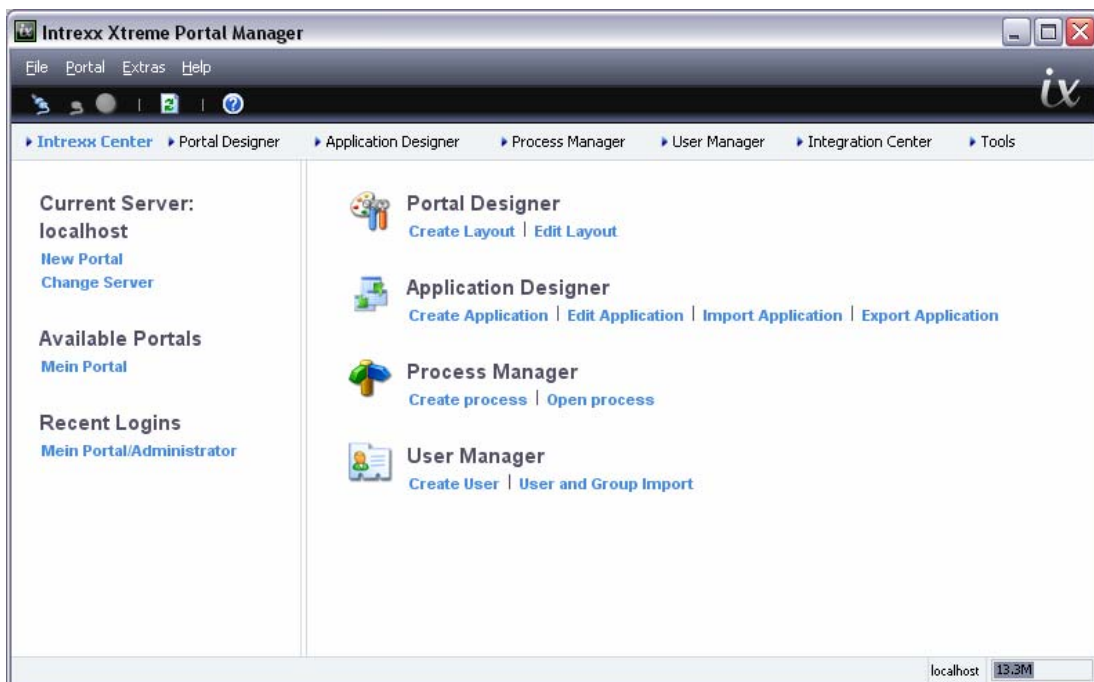 Intrexx Xtreme Portal Manager
File Portal Extras Help
ix
Intrexx Center Portal Designer Application Designer Process Manager User Manager Integration Center Tools
Current Server:
localhost
New Portal
Change Server
Available Portals
Mein Portal
Recent Logins
Mein Portal/Administrator
Portal Designer
Create Layout | Edit Layout
Application Designer
Create Application | Edit Application | Import Application | Export Application
Process Manager
Create process | Open process
User Manager
Create User | User and Group Import
localhost 13.3M